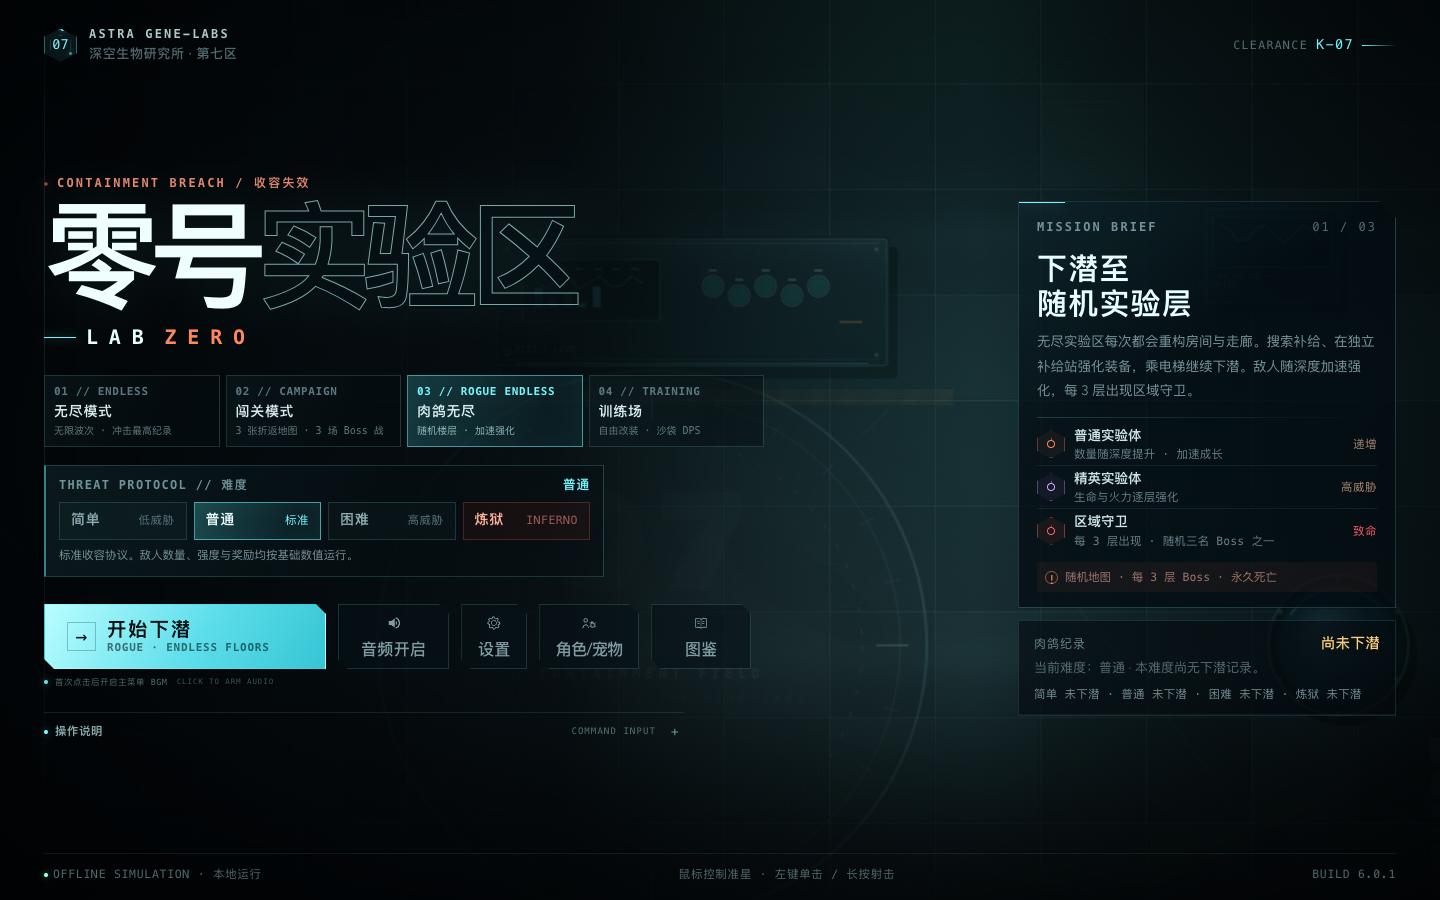 07
ASTRA GENE-LABS
深空生物研究所 · 第七区
CLEARANCE K-07
CONTAINMENT BREACH / 收容失效
零号实验区
LAB ZERO
01 // ENDLESS
无尽模式
无限波次 · 冲击最高纪录
02 // CAMPAIGN
闯关模式
3 张折返地图 · 3 场 Boss 战
03 // ROGUE ENDLESS
肉鸽无尽
随机楼层 · 加速强化
04 // TRAINING
训练场
自由改装 · 沙袋 DPS
THREAT PROTOCOL // 难度
普通
简单 低威胁
普通 标准
困难 高威胁
炼狱 INFERNO
标准收容协议。敌人数量、强度与奖励均按基础数值运行。
→ 开始下潜
ROGUE · ENDLESS FLOORS
音频开启
设置
角色/宠物
图鉴
首次点击后开启主菜单 BGM CLICK TO ARM AUDIO
操作说明
COMMAND INPUT +
MISSION BRIEF
01 / 03
下潜至
随机实验层
无尽实验区每次都会重构房间与走廊。搜索补给、在独立
补给站强化装备，乘电梯继续下潜。敌人随深度加速强
化，每 3 层出现区域守卫。
普通实验体
数量随深度提升 · 加速成长
递增
精英实验体
生命与火力逐层强化
高威胁
区域守卫
每 3 层出现 · 随机三名 Boss 之一
致命
随机地图 · 每 3 层 Boss · 永久死亡
肉鸽纪录
尚未下潜
当前难度：普通 · 本难度尚无下潜记录。
简单 未下潜 · 普通 未下潜 · 困难 未下潜 · 炼狱 未下潜
OFFLINE SIMULATION · 本地运行
鼠标控制准星 · 左键单击 / 长按射击
BUILD 6.0.1